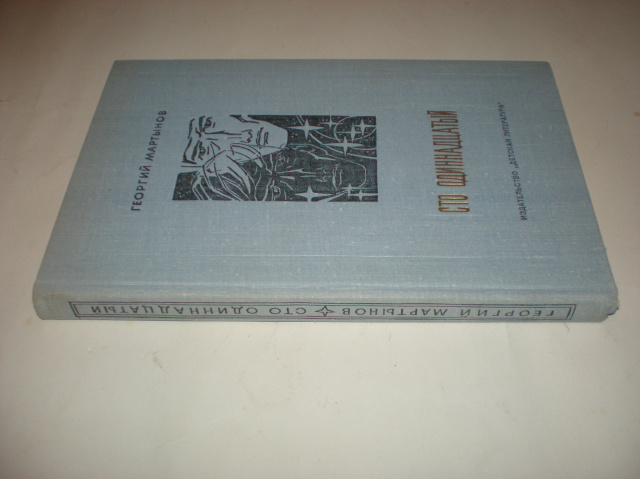 ГЕОРГИЙ МАРТЫНОВ
СТО ОДИННАДЦАТЫЙ
ИЗДАТЕЛЬСТВО „ДЕТСКАЯ ЛИТЕРАТУРА"
ГЕОРГИЙ МАРТЫНОВ СТО ОДИННАДЦАТЫЙ